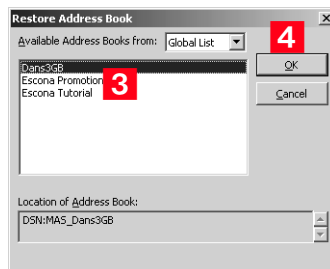 Restore Address Book
Available Address Books from: Global List
4
OK
Dans3GB
Escona Promotion
Escona Tutorial
3
Cancel
Location of Address Book:
DSN:MAS_Dans3GB